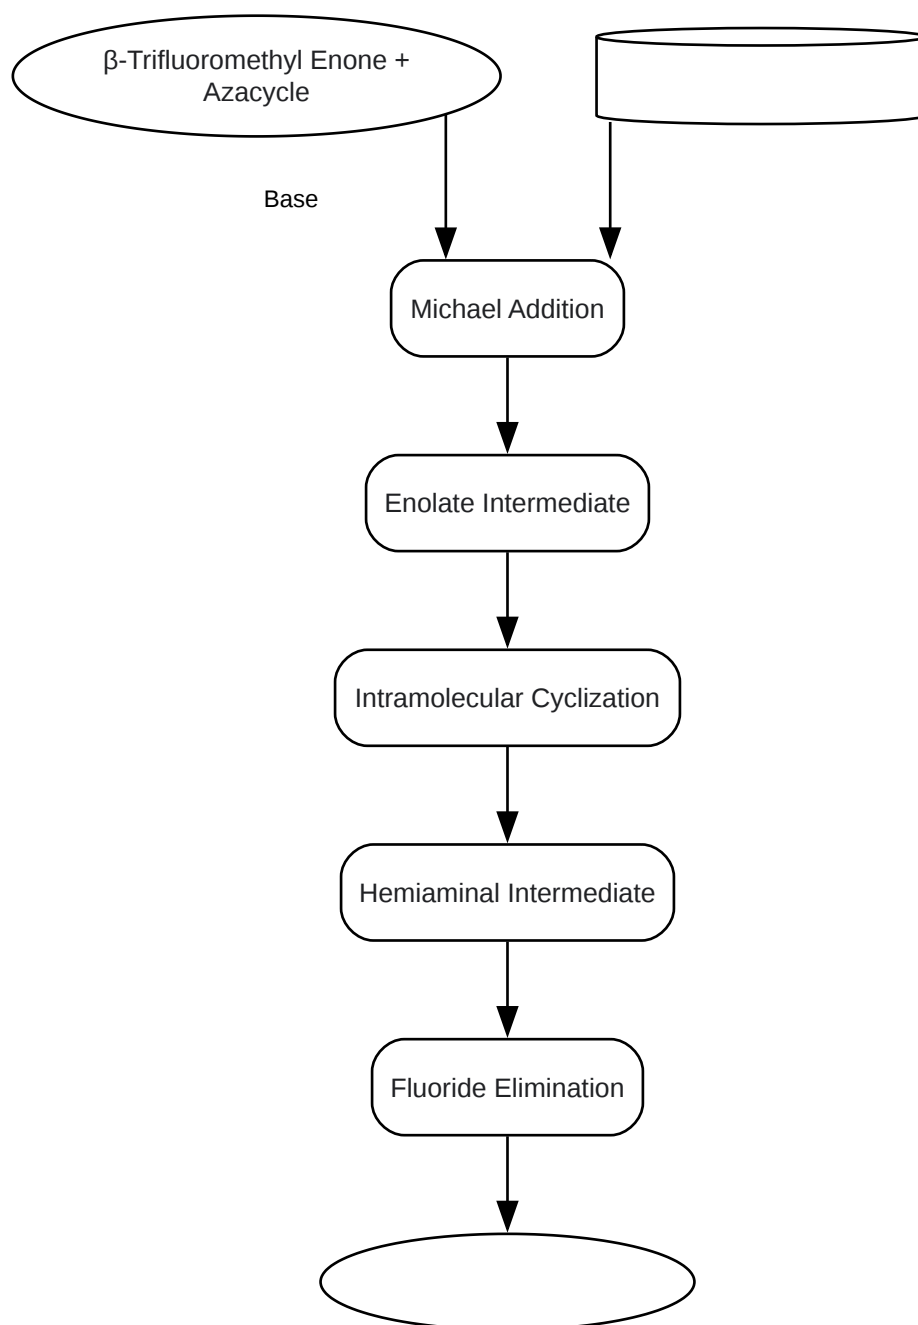 β-Trifluoromethyl Enone +
Azacycle
Base
Michael Addition
Enolate Intermediate
Intramolecular Cyclization
Hemiaminal Intermediate
Fluoride Elimination